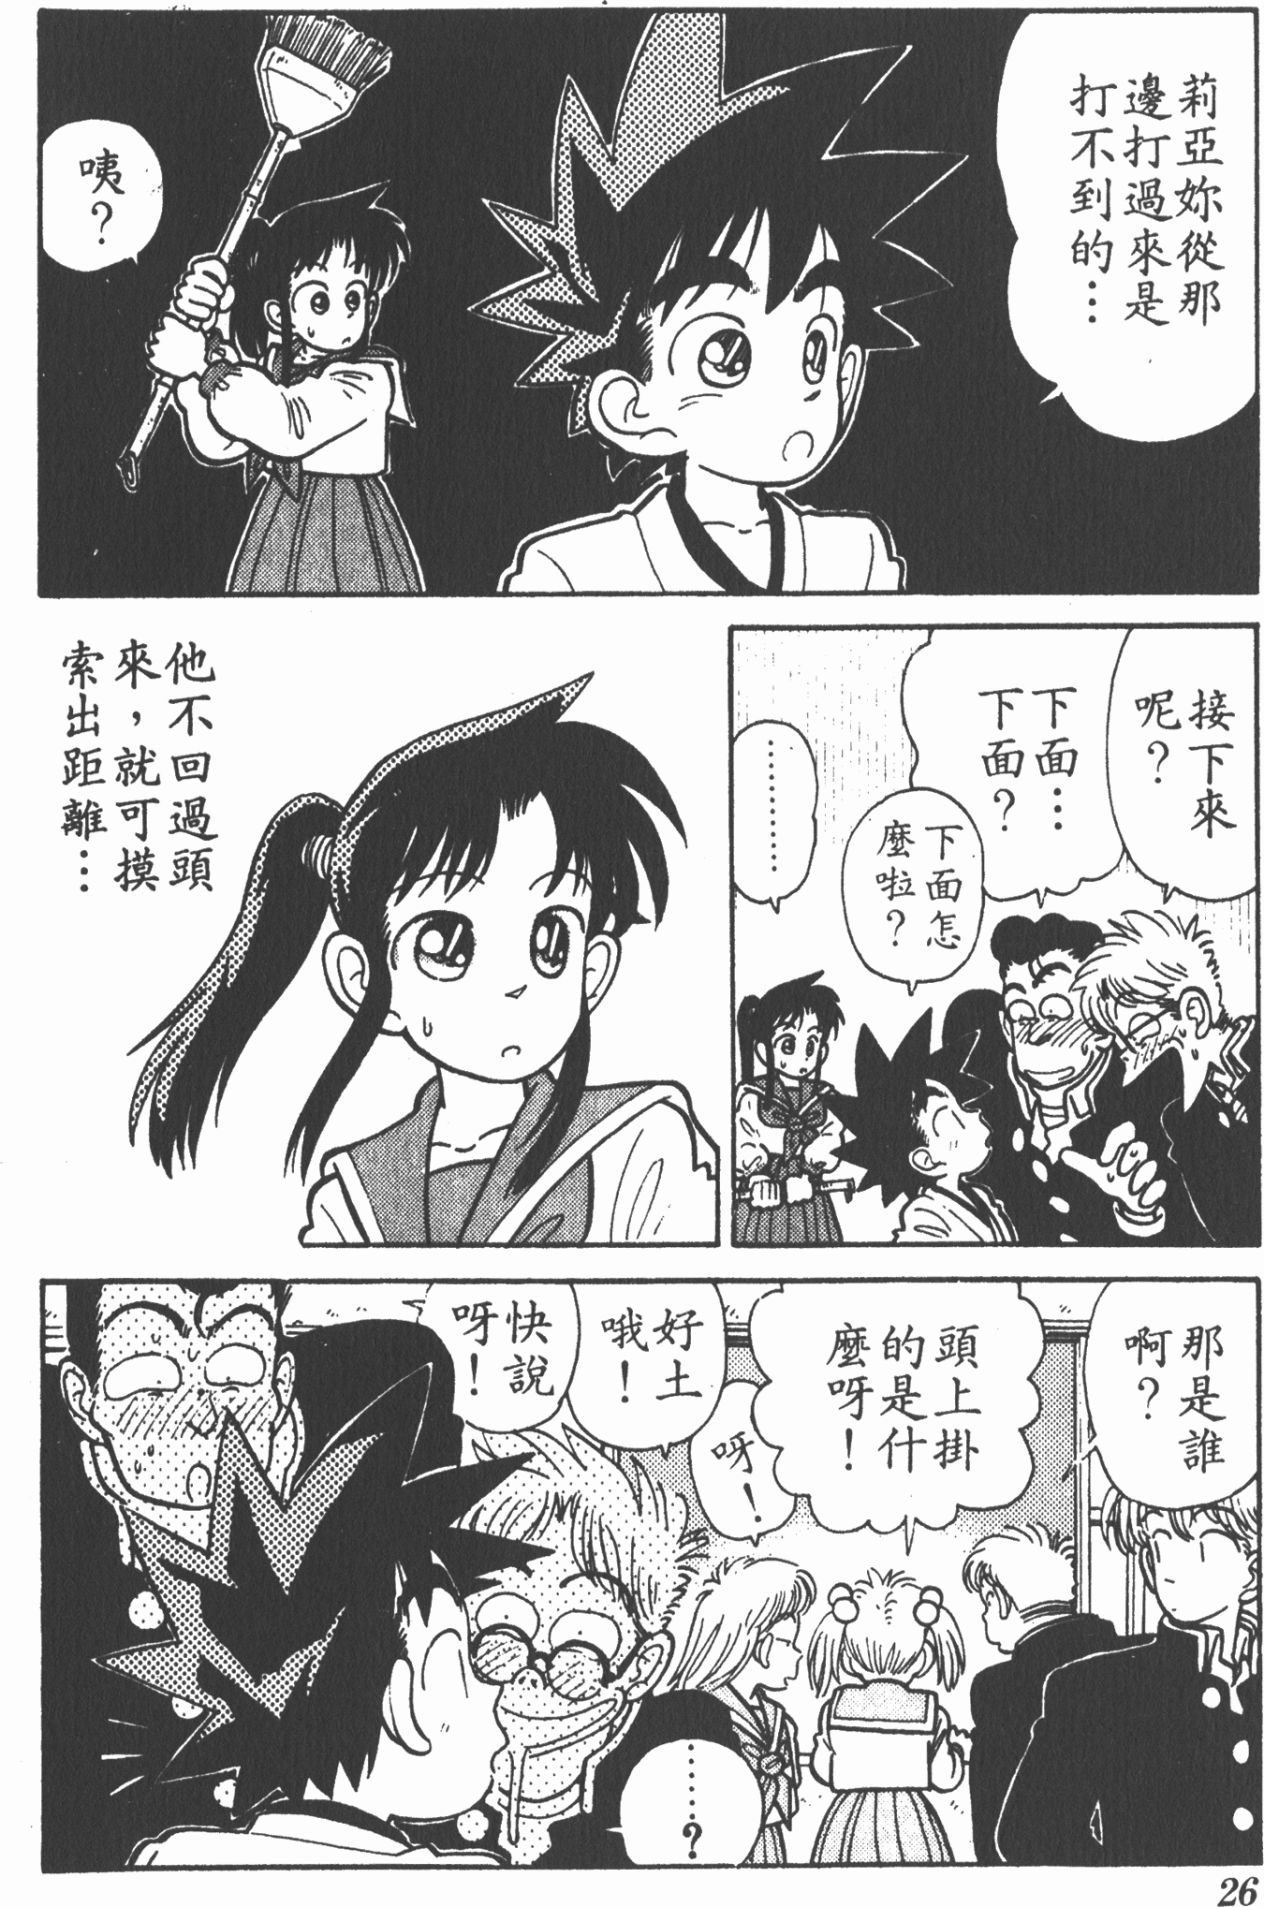 莉亞妳從那
邊打過來是
打不到的…
咦？
接下來
呢？
下面…
下面？
下面怎
麼啦？
………
他不回過頭
來，就可摸
索出距離…
那是誰
啊？
頭上掛
的是什
麼呀！
呀！
好土
哦！
快說
呀！
……？
26